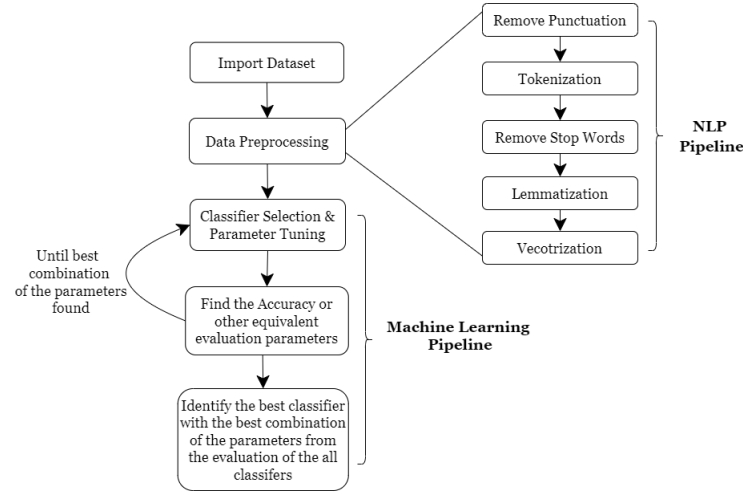 Import Dataset
Data Preprocessing
Classifier Selection &
Parameter Tuning
Until best
combination
of the parameters
found
Find the Accuracy or
other equivalent
evaluation parameters
Identify the best classifier
with the best combination
of the parameters from
the evaluation of the all
classifers
Machine Learning
Pipeline
Remove Punctuation
Tokenization
Remove Stop Words
Lemmatization
Vecotrization
NLP
Pipeline